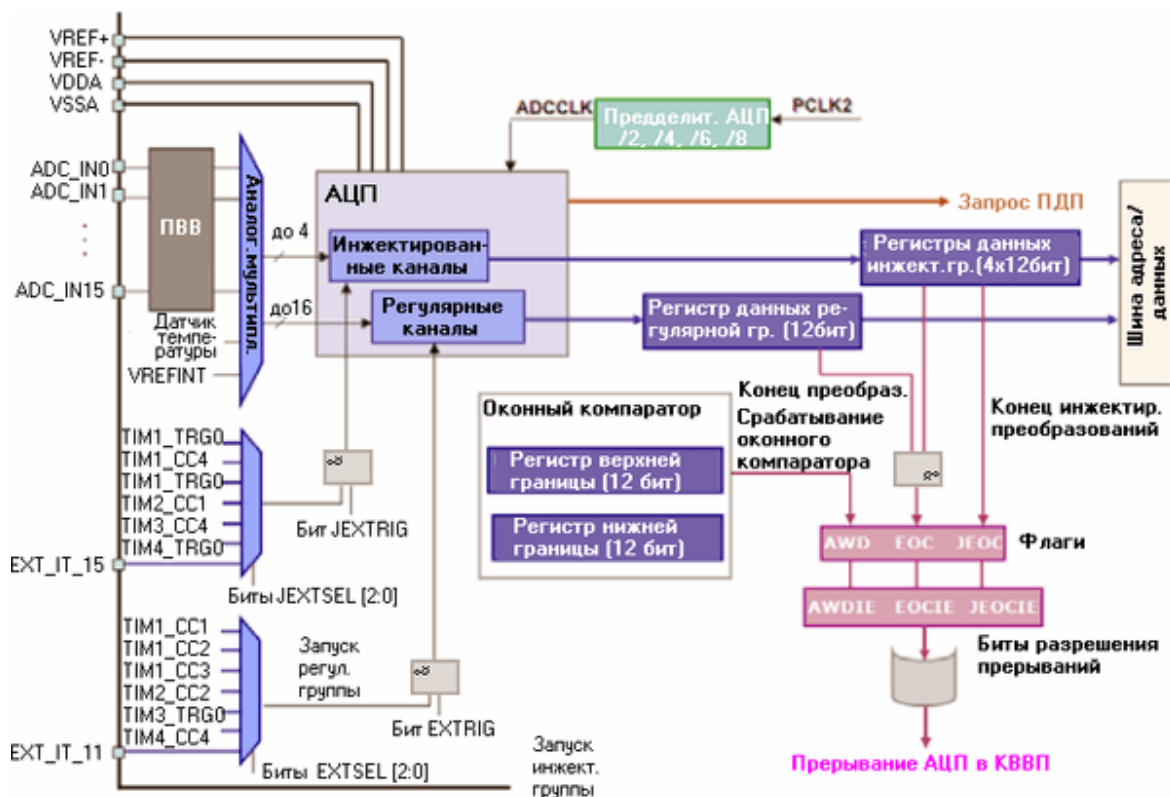 VREF+
VREF-
VDDA
VSSA
ADCCLK
Предделит. АЦП
/2, /4, /6, /8
PCLK2
ADC_IN0
ADC_IN1
ADC_IN15
ПВВ
Аналог.мультипл.
Датчик
темпе-
ратуры
VREFINT
до 4
до16
АЦП
Инжектирован-
ные каналы
Регулярные
каналы
Запрос ПДП
Регистры данных
инжект.гр.(4х12бит)
Регистр данных ре-
гулярной гр. (12бит)
Шина адреса/
данных
Конец преобраз.
Срабатывание
оконного
компаратора
Конец инжектир.
преобразований
Оконный компаратор
Регистр верхней
границы (12 бит)
Регистр нижней
границы (12 бит)
TIM1_TRG0
TIM1_CC4
TIM1_TRG0
TIM2_CC1
TIM3_CC4
TIM4_TRG0
EXT_IT_15
Бит JEXTRIG
Биты JEXTSEL [2:0]
AWD EOC JEOC
Флаги
AWDIE EOCIE JEOCIE
Биты разрешения
прерываний
TIM1_CC1
TIM1_CC2
TIM1_CC3
TIM2_CC2
TIM3_TRG0
TIM4_CC4
EXT_IT_11
Запуск
регул.
группы
Бит EXTRIG
Биты EXTSEL [2:0]
Запуск
инжект.
группы
Прерывание АЦП в КВВП